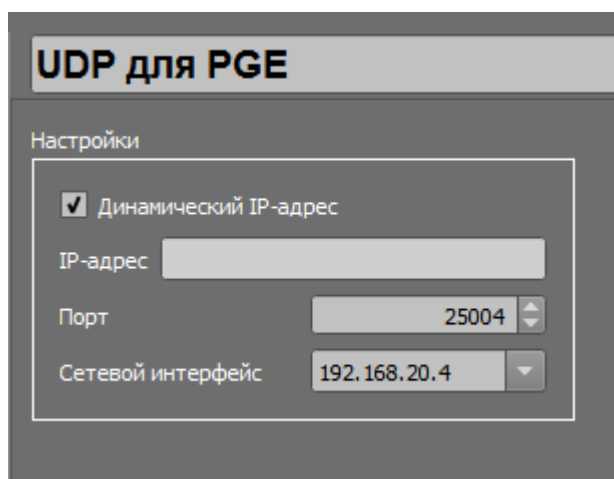 UDP для PGE
Настройки
Динамический IP-адрес
IP-адрес
Порт 25004
Сетевой интерфейс 192.168.20.4